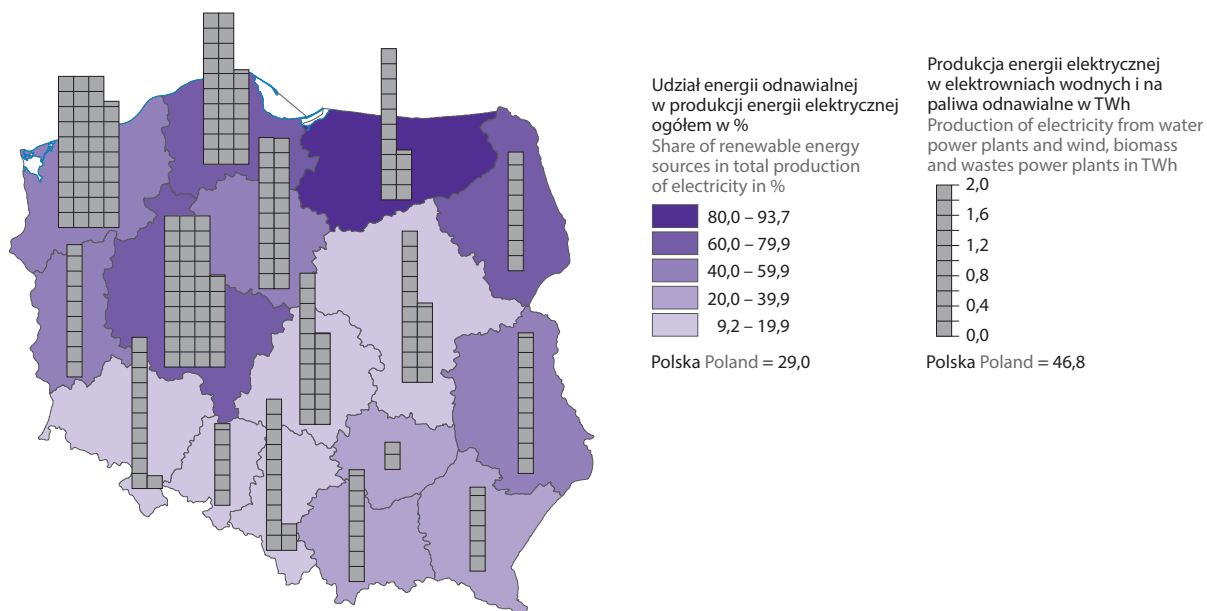 Udział energii odnawialnej
w produkcji energii elektrycznej
ogółem w %
Share of renewable energy
sources in total production
of electricity in %
80,0 – 93,7
60,0 – 79,9
40,0 – 59,9
20,0 – 39,9
9,2 – 19,9
Polska Poland = 29,0
Produkcja energii elektrycznej
w elektrowniach wodnych i na
paliwa odnawialne w TWh
Production of electricity from water
power plants and wind, biomass
and wastes power plants in TWh
2,0
1,6
1,2
0,8
0,4
0,0
Polska Poland = 46,8